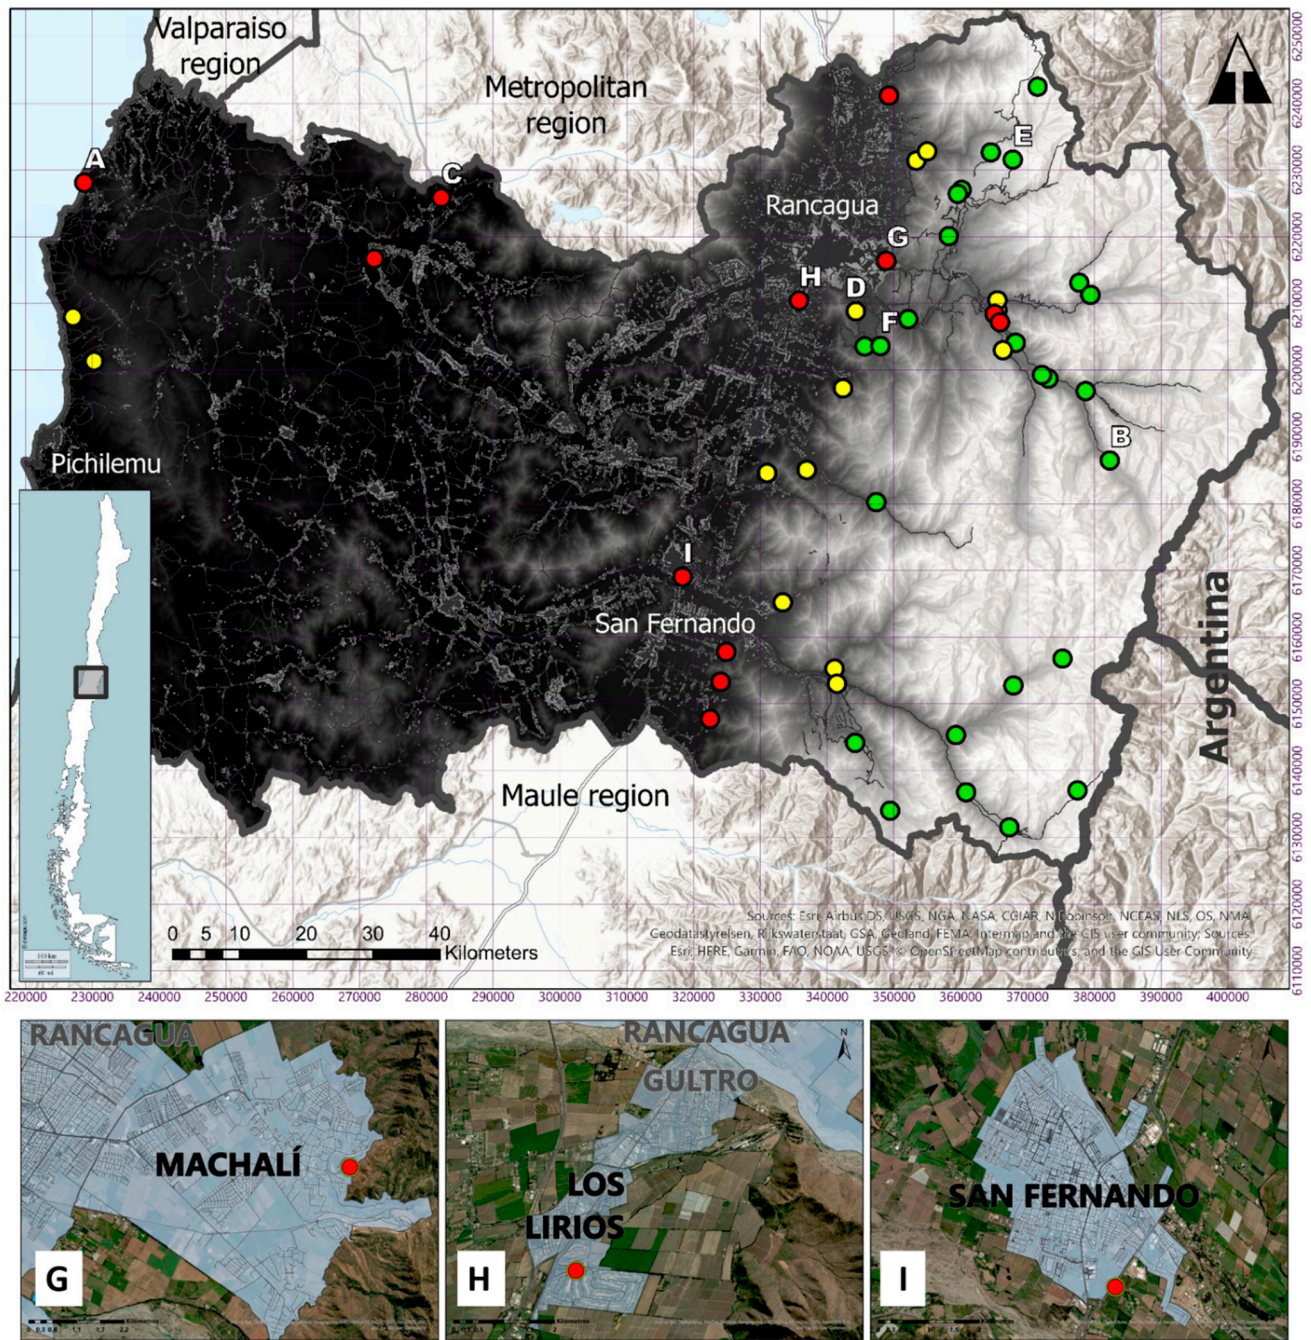 Valparaiso
region
Metropolitan
region
A
C
E
Rancagua
G
H
D
F
B
Pichilemu
I
San Fernando
Argentina
Maule region
Sources: Esri, Airbus DS, USGS, NGA, NASA, CGIAR, N Robinson, NCEAS, NLS, OS, NMA,
Geodatastyrelsen, Rijkswaterstaat, GSA, Geoland, FEMA, Intermap and the GIS user community; Sources:
Esri, HERE, Garmin, FAO, NOAA, USGS, © OpenStreetMap contributors, and the GIS User Community
0 5 10 20 30 40
Kilometers
6250000
6240000
6230000
6220000
6210000
6200000
6190000
6180000
6170000
6160000
6150000
6140000
6130000
6120000
6110000
220000 230000 240000 250000 260000 270000 280000 290000 300000 310000 320000 330000 340000 350000 360000 370000 380000 390000 400000
RANCAGUA
MACHALÍ
G
RANCAGUA
GULTRO
N
LOS
LIRIOS
H
SAN FERNANDO
I